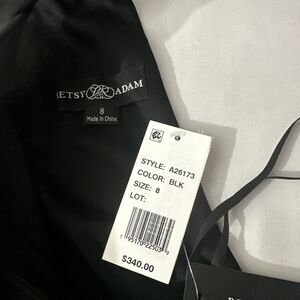 BETSY & ADAM
8
Made In China
STYLE: A26173
COLOR: BLK
SIZE: 8
LOT:
$340.00